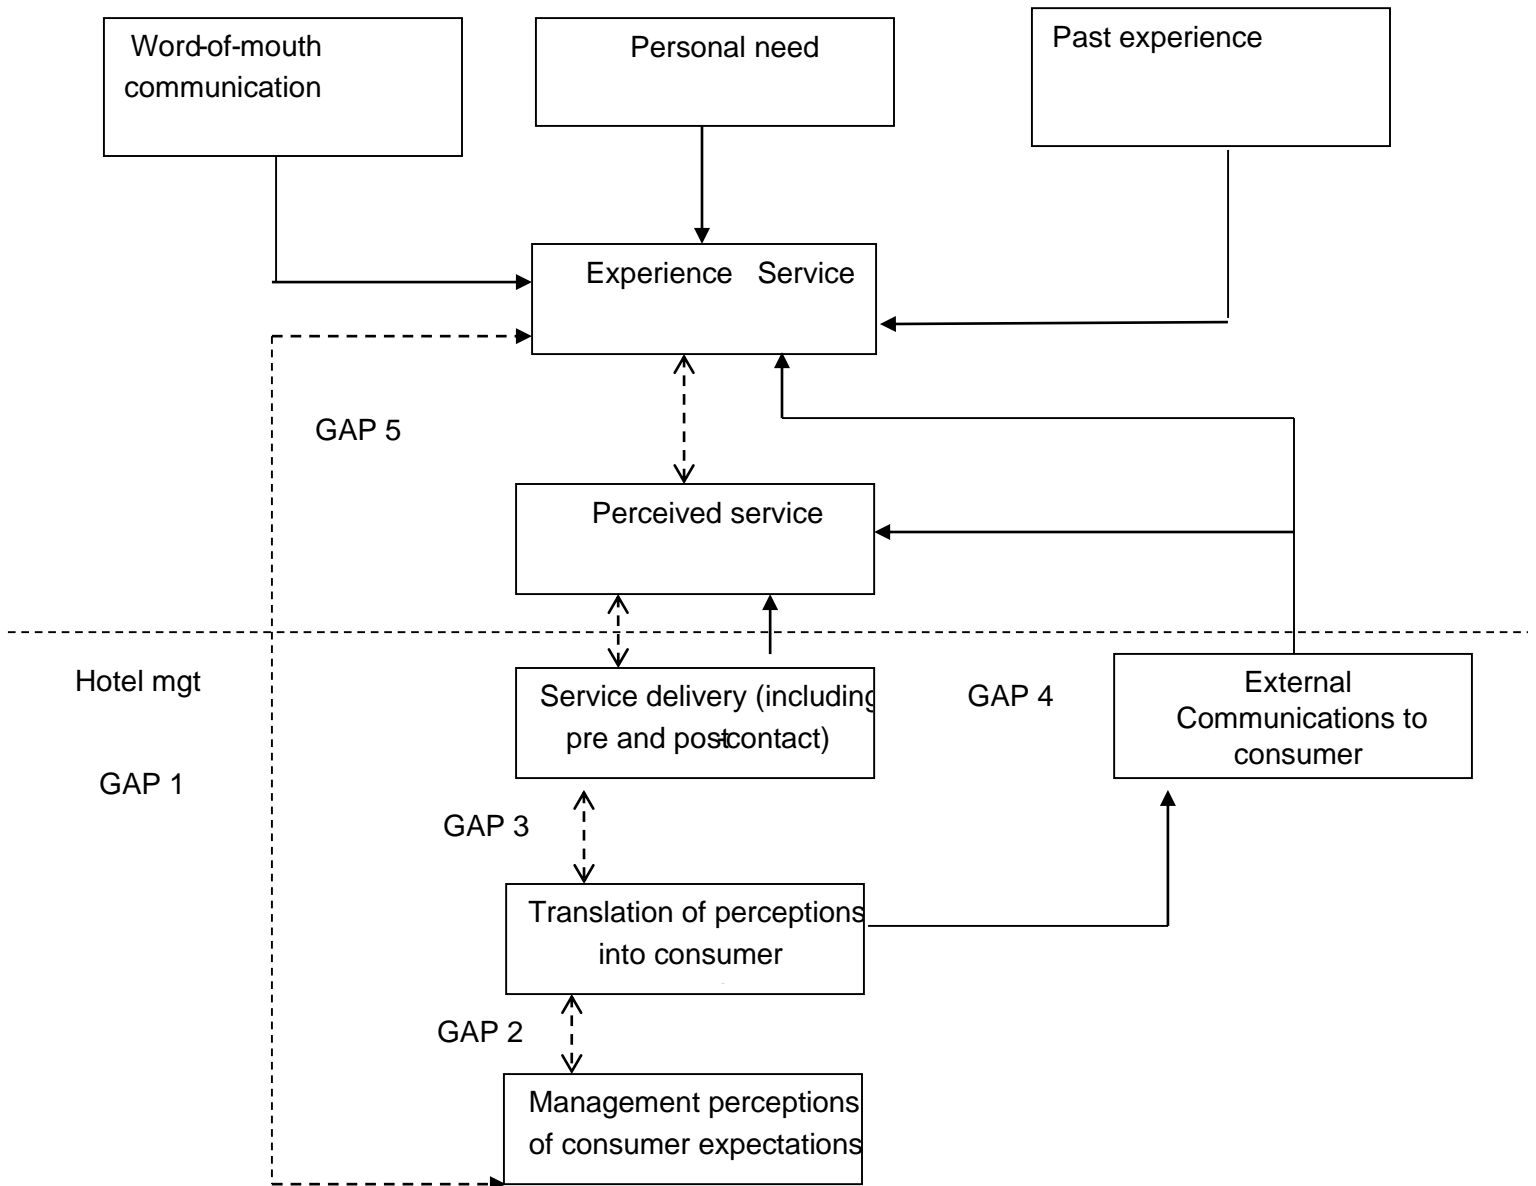 Word-of-mouth
communication
Personal need
Past experience
Experience Service
GAP 5
Perceived service
Hotel mgt
GAP 1
Service delivery (including
pre and post-contact)
GAP 4
External
Communications to
consumer
GAP 3
Translation of perceptions
into consumer
GAP 2
Management perceptions
of consumer expectations